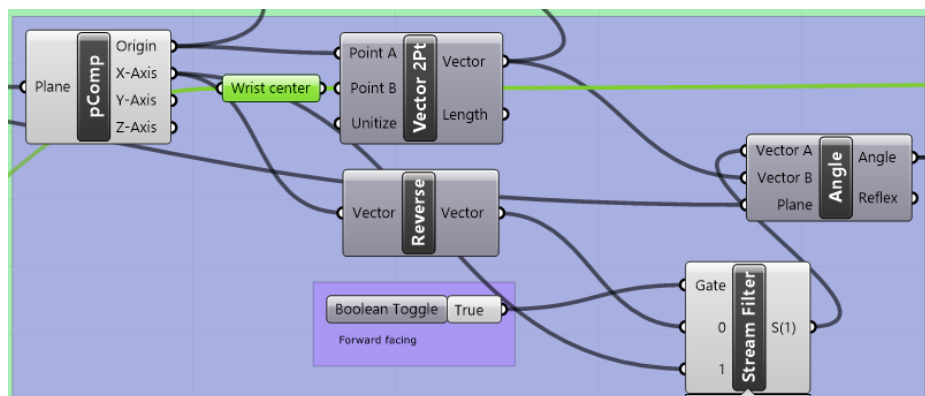 Plane
pComp
Origin
X-Axis
Y-Axis
Z-Axis
Wrist center
Point A
Point B
Unitize
Vector 2Pt
Vector
Length
Vector
Reverse
Vector
Vector A
Vector B
Plane
Angle
Angle
Reflex
Boolean Toggle True
Forward facing
Gate
0
1
Stream Filter
S(1)